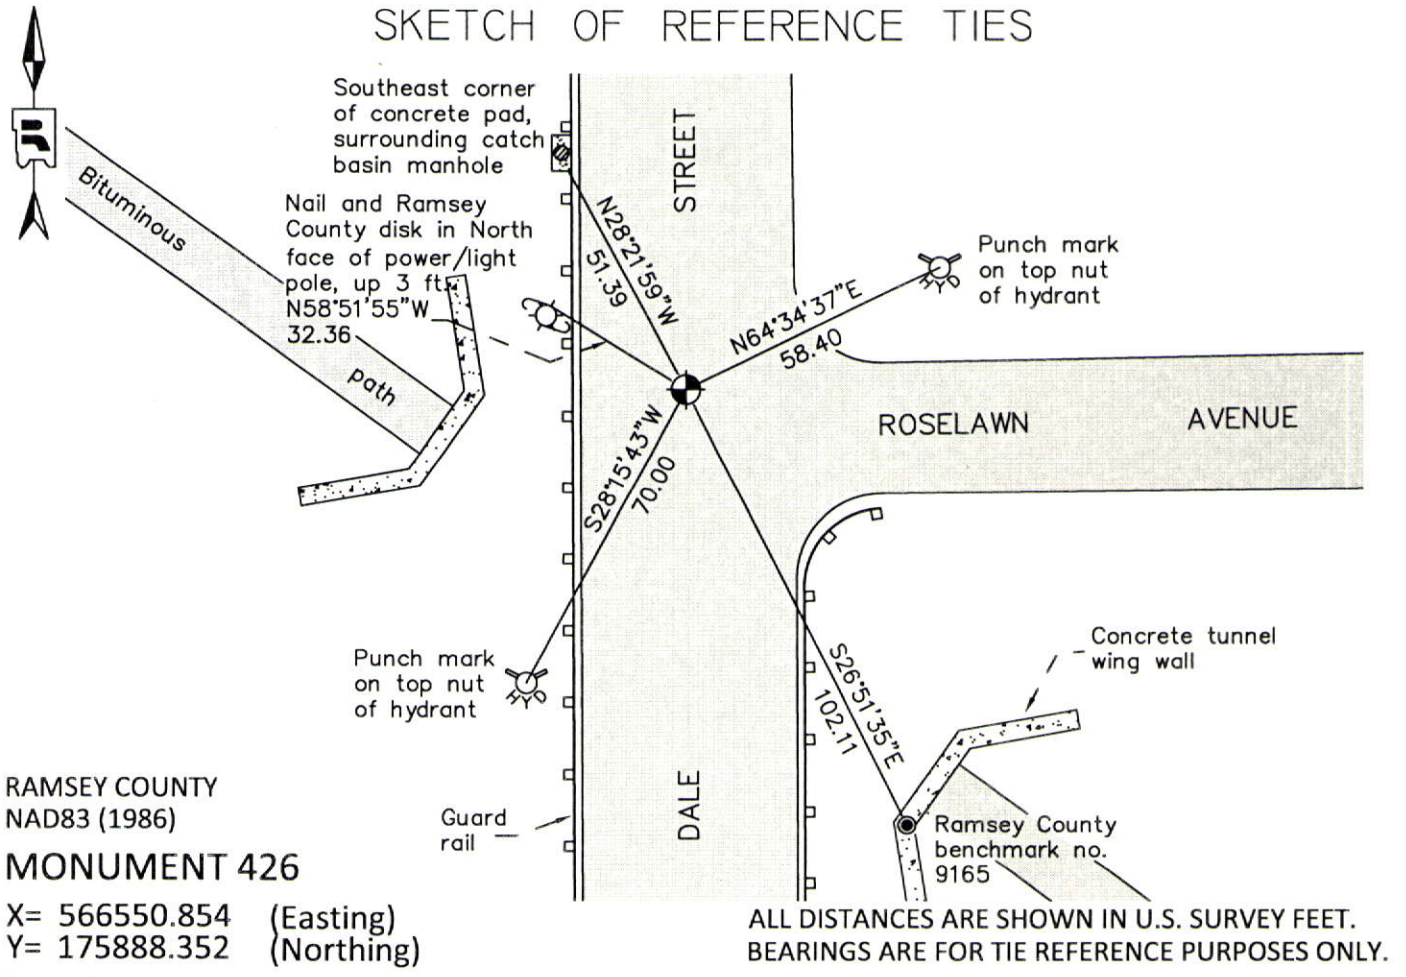 SKETCH OF REFERENCE TIES
Southeast corner
of concrete pad,
surrounding catch
basin manhole
STREET
Bituminous
path
Nail and Ramsey
County disk in North
face of power/light
pole, up 3 ft.
N58°51'55"W
32.36
N28°21'59"W
51.39
Punch mark
on top nut
of hydrant
HYD
N64°34'37"E
58.40
ROSELAWN AVENUE
S28°15'43"W
70.00
Punch mark
on top nut
of hydrant
HYD
S26°51'35"E
102.11
Concrete tunnel
wing wall
DALE
Guard
rail
Ramsey County
benchmark no.
9165
RAMSEY COUNTY
NAD83 (1986)
MONUMENT 426
X= 566550.854 (Easting)
Y= 175888.352 (Northing)
ALL DISTANCES ARE SHOWN IN U.S. SURVEY FEET.
BEARINGS ARE FOR TIE REFERENCE PURPOSES ONLY.